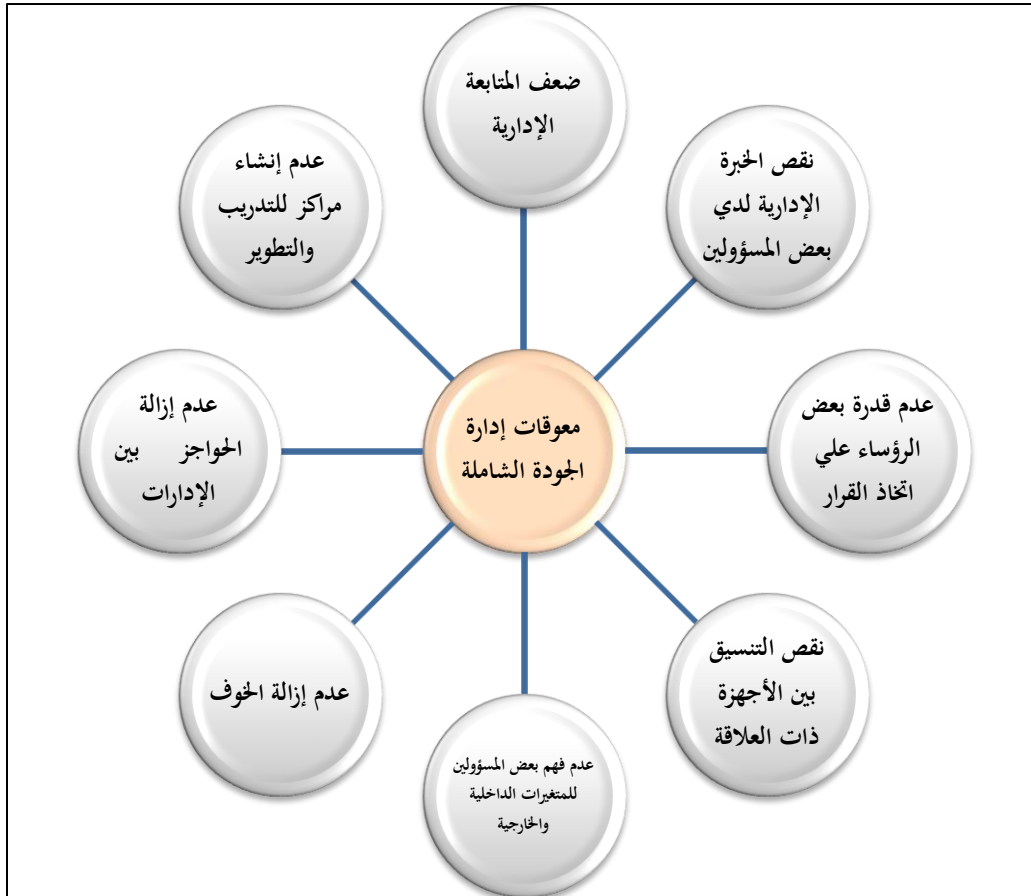 ضعف المتابعة
الإدارية
نقص الخبرة
الإدارية لدي
بعض المسؤولين
عدم قدرة بعض
الرؤساء علي
اتخاذ القرار
نقص التنسيق
بين الأجهزة
ذات العلاقة
عدم فهم بعض المسؤولين
للمتغيرات الداخلية
والخارجية
عدم إزالة الخوف
عدم إزالة
الحواجز بين
الإدارات
عدم إنشاء
مراكز للتدريب
والتطوير
معوقات إدارة
الجودة الشاملة